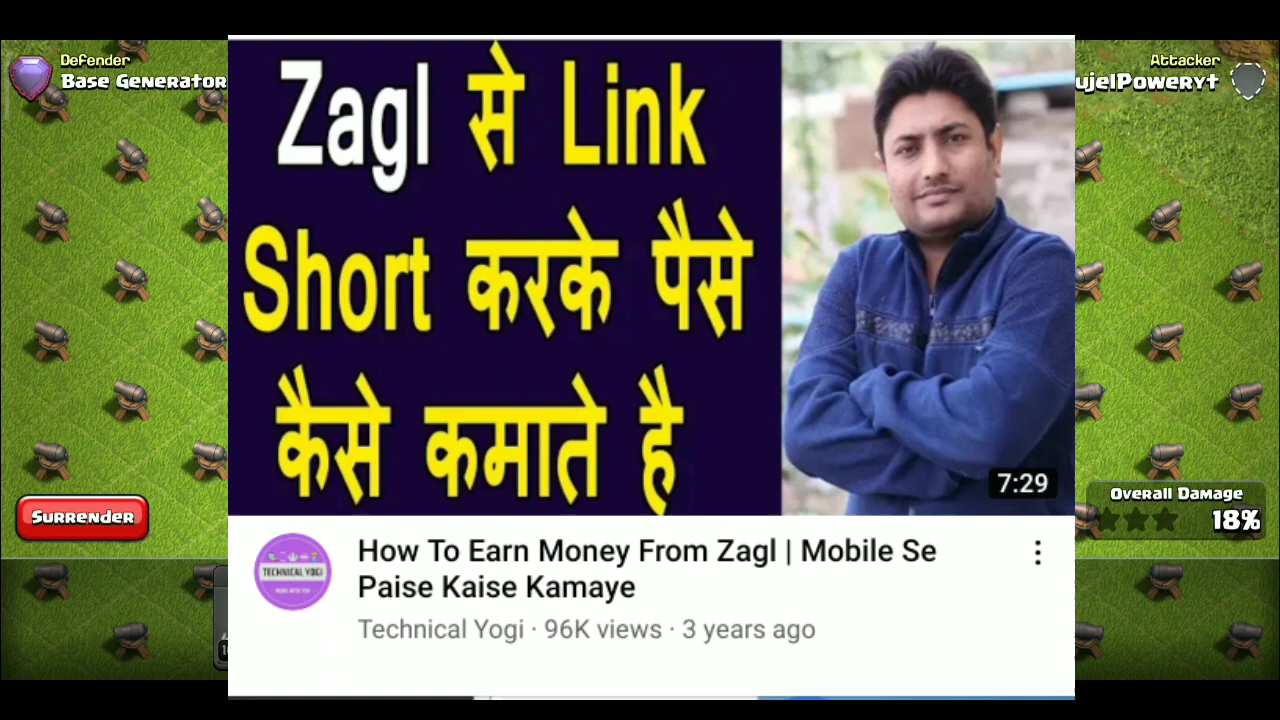 Defender
Base Generator
Attacker
ujelPoweryt
Zagl से Link
Short करके पैसे
कैसे कमाते है
7:29
Surrender
Overall Damage
18%
TECHNICAL YOGI
How To Earn Money From Zagl | Mobile Se
Paise Kaise Kamaye
Technical Yogi · 96K views · 3 years ago